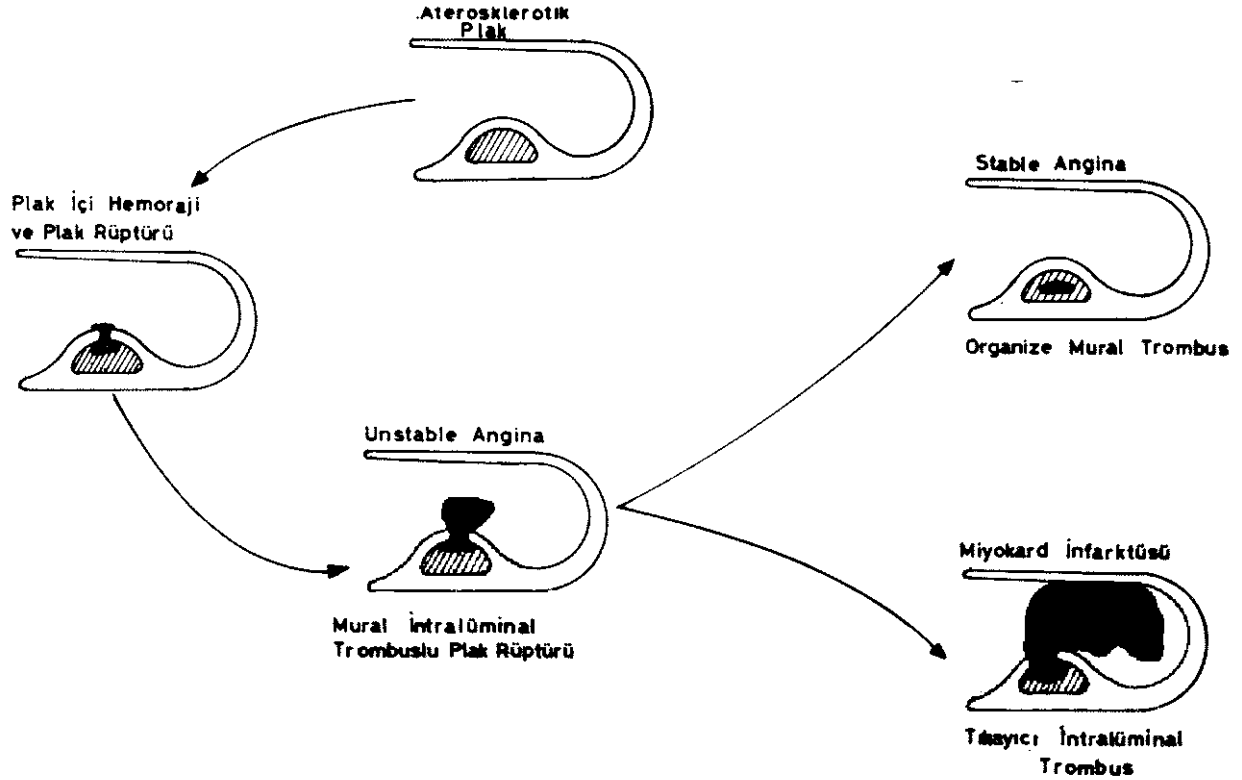 .Aterosklerotik
Plak
Plak İçi Hemoraji
ve Plak Rüptürü
Stable Angina
Organize Mural Trombus
Unstable Angina
Mural İntralüminal
Trombuslu Plak Rüptürü
Miyokard İnfarktüsü
Tıkayıcı İntralüminal
Trombus